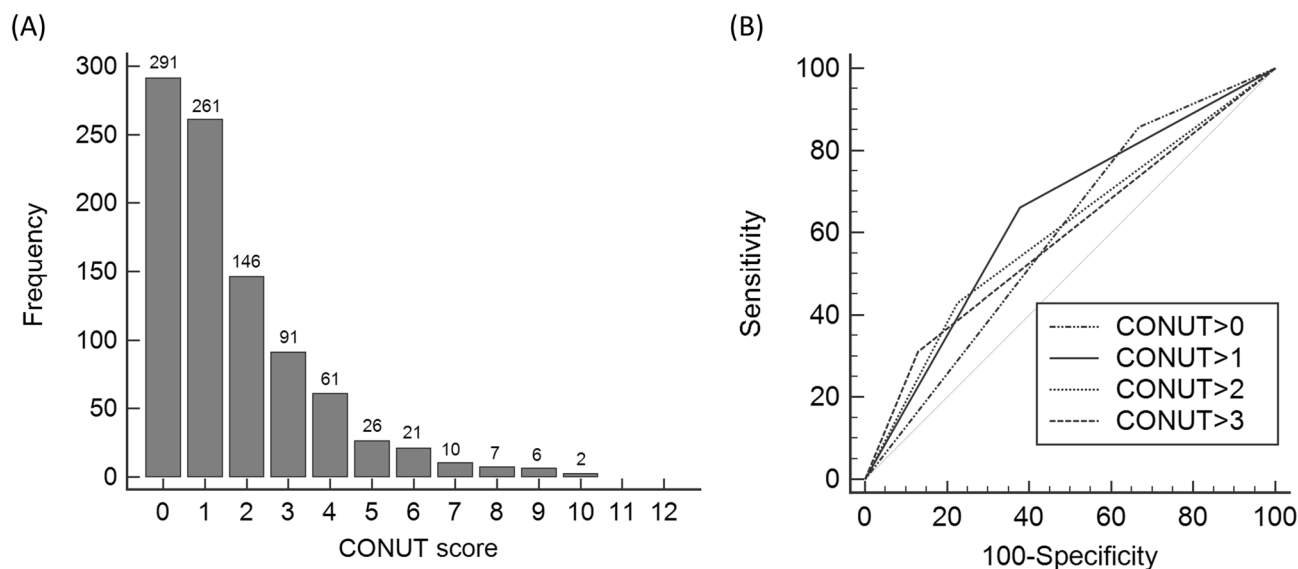 (A)
300
250
200
150
100
50
0
Frequency
291
261
146
91
61
26
21
10
7
6
2
0 1 2 3 4 5 6 7 8 9 10 11 12
CONUT score
(B)
100
80
60
40
20
0
Sensitivity
CONUT>0
CONUT>1
CONUT>2
CONUT>3
0 20 40 60 80 100
100-Specificity